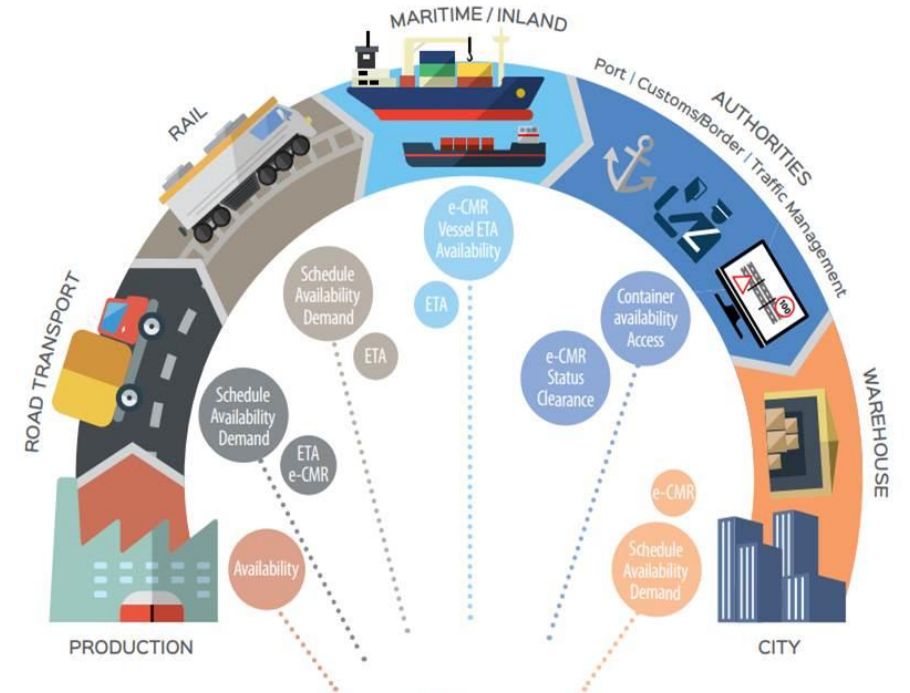 MARITIME / INLAND
RAIL
Port | Customs/Border | Traffic Management
AUTHORITIES
ROAD TRANSPORT
WAREHOUSE
e-CMR
Vessel ETA
Availability
ETA
Schedule
Availability
Demand
ETA
Container
availability
Access
e-CMR
Status
Clearance
Schedule
Availability
Demand
ETA
e-CMR
e-CMR
Schedule
Availability
Demand
Availability
100
PRODUCTION
CITY